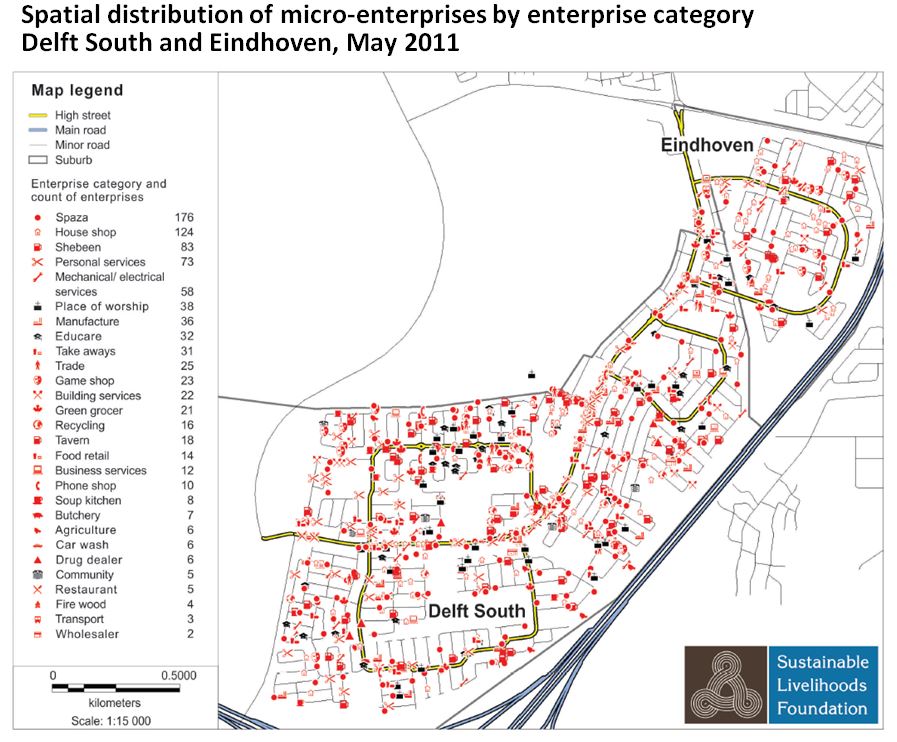 Spatial distribution of micro-enterprises by enterprise category
Delft South and Eindhoven, May 2011
Map legend
High street
Main road
Minor road
Suburb
Enterprise category and
count of enterprises
Spaza 176
House shop 124
Shebeen 83
Personal services 73
Mechanical/ electrical
services 58
Place of worship 38
Manufacture 36
Educare 32
Take aways 31
Trade 25
Game shop 23
Building services 22
Green grocer 21
Recycling 16
Tavern 18
Food retail 14
Business services 12
Phone shop 10
Soup kitchen 8
Butchery 7
Agriculture 6
Car wash 6
Drug dealer 6
Community 5
Restaurant 5
Fire wood 4
Transport 3
Wholesaler 2
0 0.5000
kilometers
Scale: 1:15 000
Eindhoven
Delft South
Sustainable
Livelihoods
Foundation